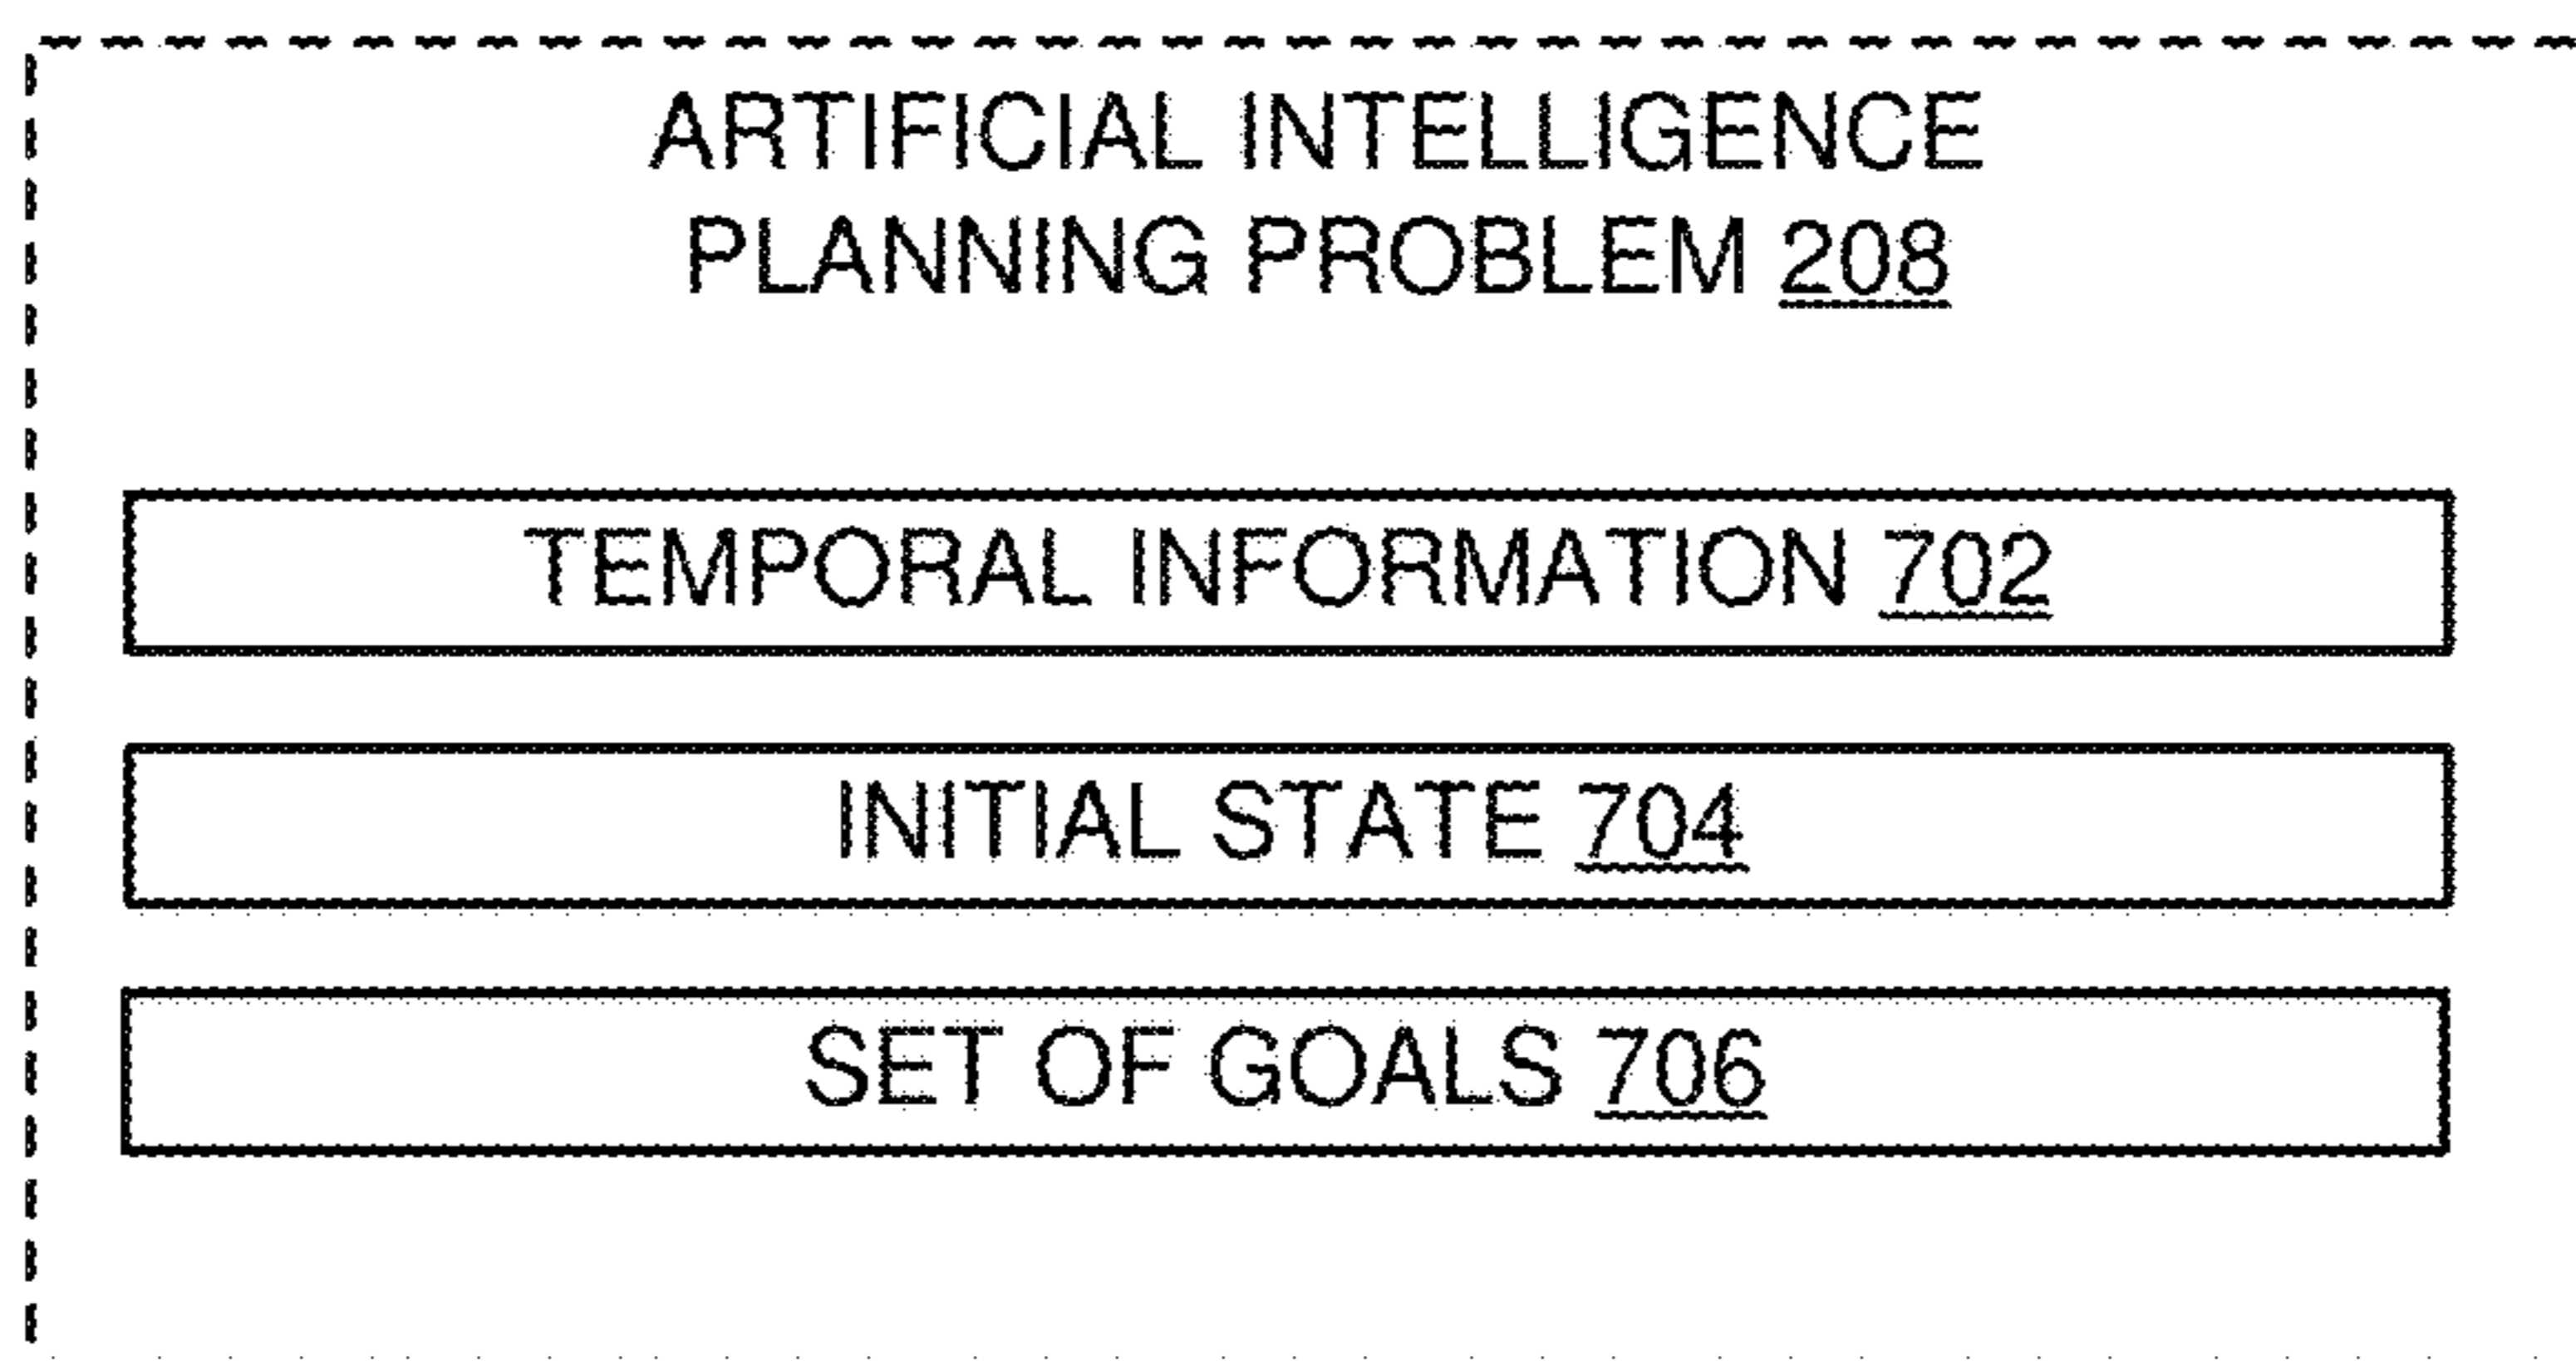 ARTIFICIAL INTELLIGENCE
PLANNING PROBLEM 208
TEMPORAL INFORMATION 702
INITIAL STATE 704
SET OF GOALS 706